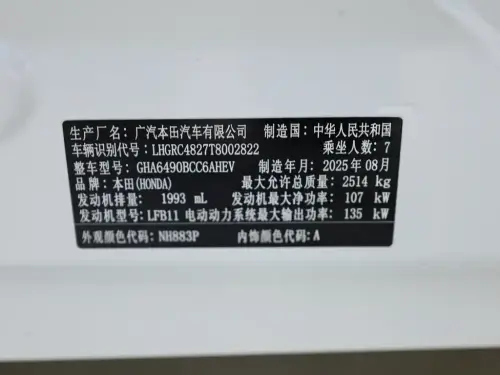 生产厂名：广汽本田汽车有限公司 制造国：中华人民共和国
车辆识别代号：LHGRC4827T8002822 乘坐人数：7
整车型号：GHA6490BCC6AHEV 制造年月：2025年08月
品牌：本田(HONDA) 最大允许总质量：2514 kg
发动机排量：1993 mL 发动机最大净功率：107 kW
发动机型号：LFB11 电动动力系统最大输出功率：135 kW
外观颜色代码：NH883P 内饰颜色代码：A